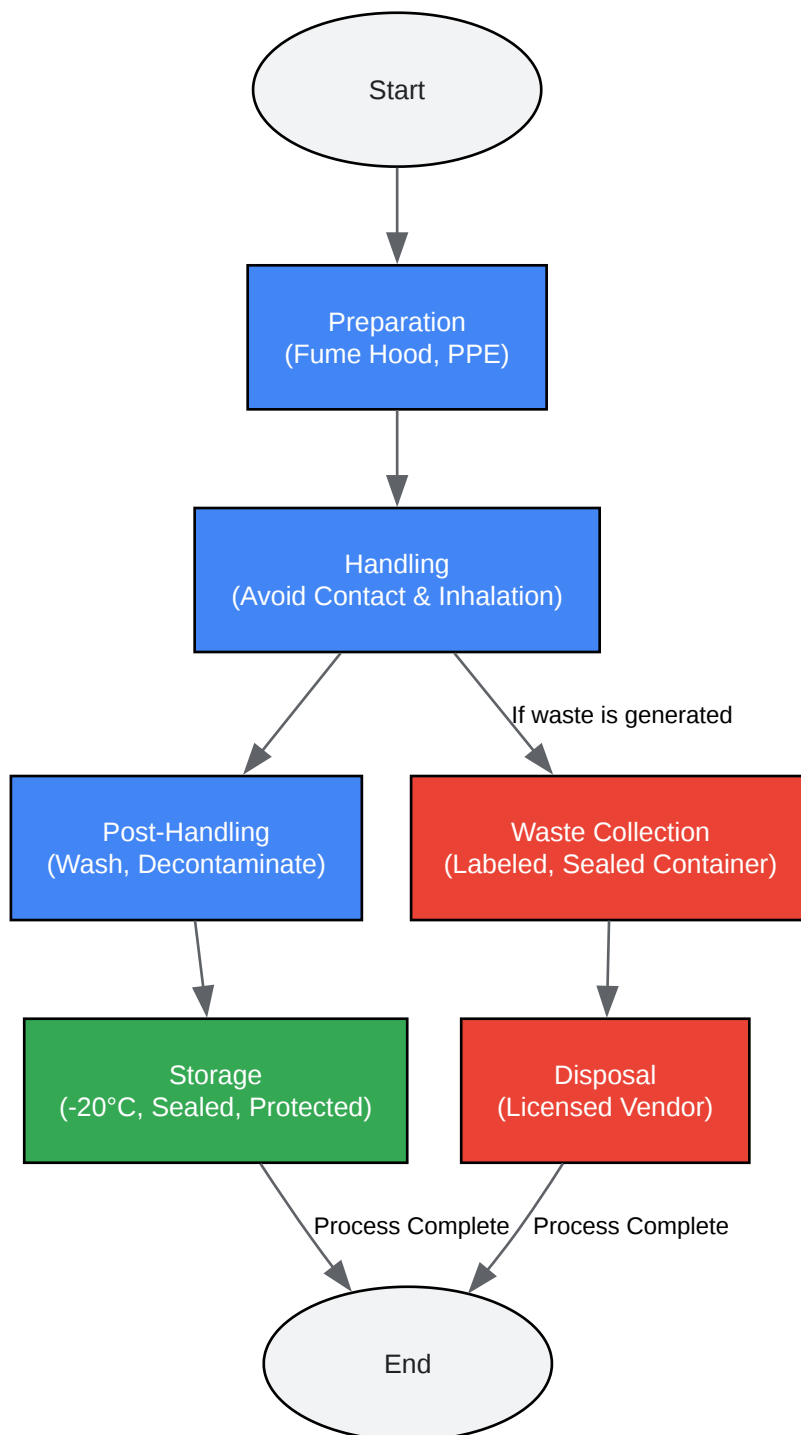 Start
Preparation
(Fume Hood, PPE)
Handling
(Avoid Contact & Inhalation)
If waste is generated
Post-Handling
(Wash, Decontaminate)
Waste Collection
(Labeled, Sealed Container)
Storage
(-20°C, Sealed, Protected)
Disposal
(Licensed Vendor)
Process Complete
Process Complete
End